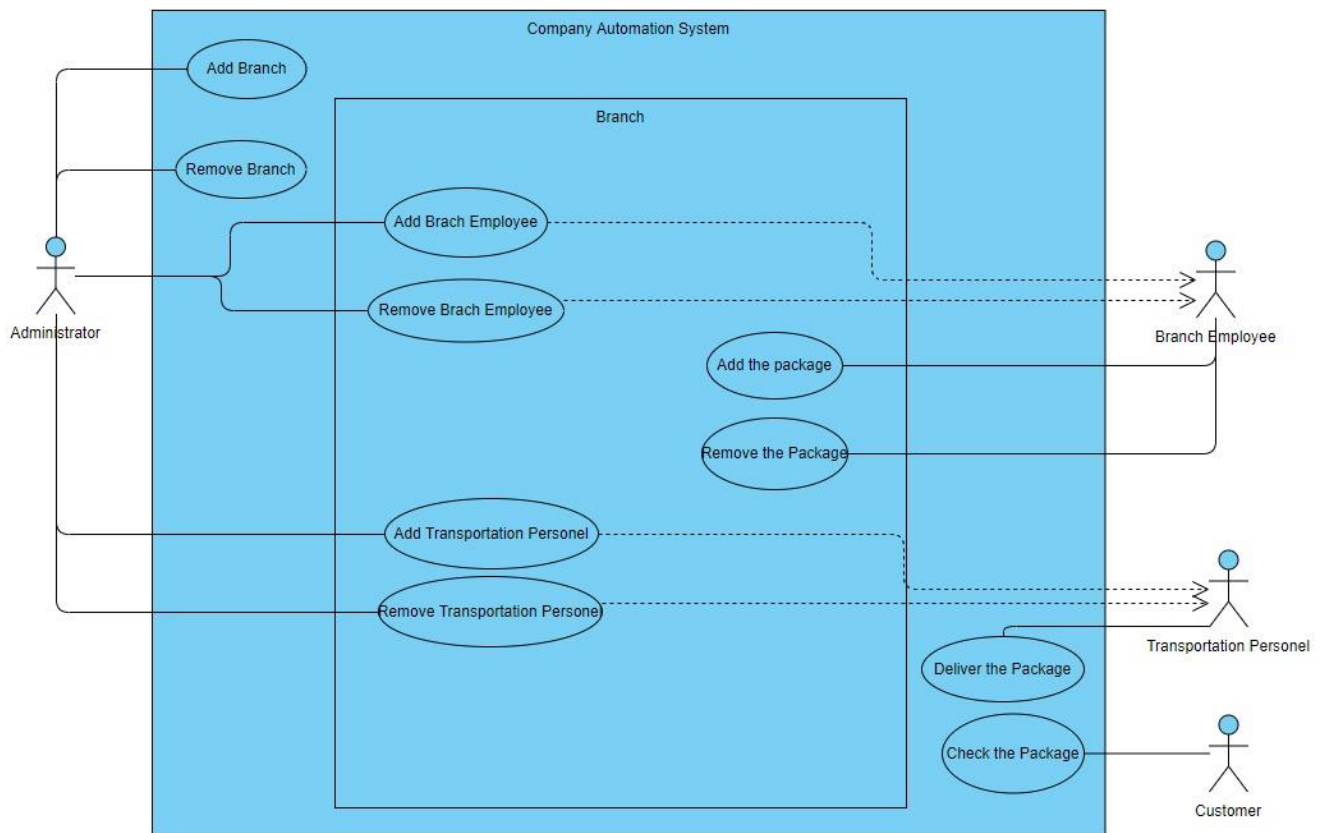 Company Automation System
Add Branch
Branch
Remove Branch
Add Brach Employee
Remove Brach Employee
Administrator
Branch Employee
Add the package
Remove the Package
Add Transportation Personel
Remove Transportation Personel
Transportation Personel
Deliver the Package
Check the Package
Customer